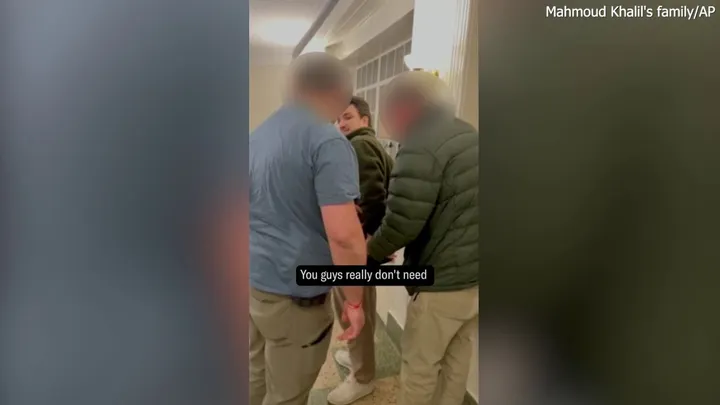 Mahmoud Khalil's family/AP
You guys really don't need